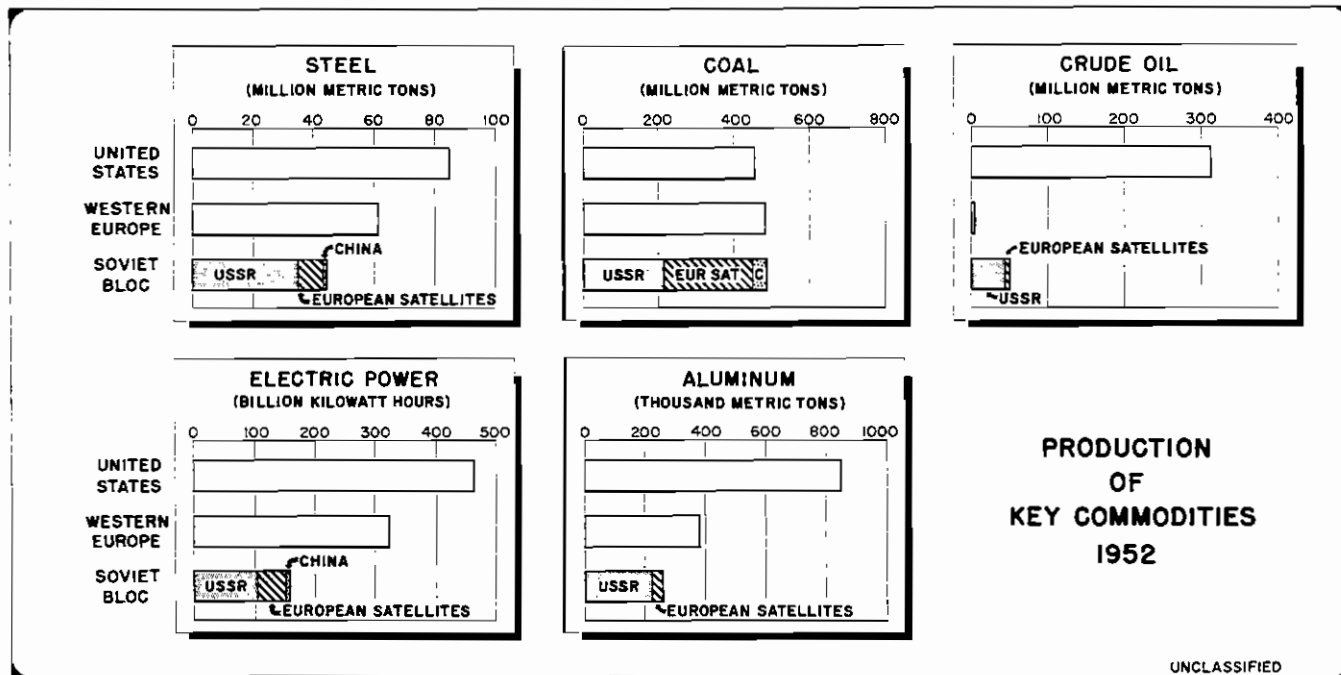 STEEL
(MILLION METRIC TONS)
0 20 40 60 80 100
UNITED
STATES
WESTERN
EUROPE
SOVIET
BLOC
CHINA
USSR
EUROPEAN SATELLITES
COAL
(MILLION METRIC TONS)
0 200 400 600 800
USSR EUR SAT C
CRUDE OIL
(MILLION METRIC TONS)
0 100 200 300 400
EUROPEAN SATELLITES
USSR
ELECTRIC POWER
(BILLION KILOWATT HOURS)
0 100 200 300 400 500
UNITED
STATES
WESTERN
EUROPE
SOVIET
BLOC
CHINA
USSR
EUROPEAN SATELLITES
ALUMINUM
(THOUSAND METRIC TONS)
0 200 400 600 800 1000
USSR
EUROPEAN SATELLITES
PRODUCTION
OF
KEY COMMODITIES
1952
UNCLASSIFIED